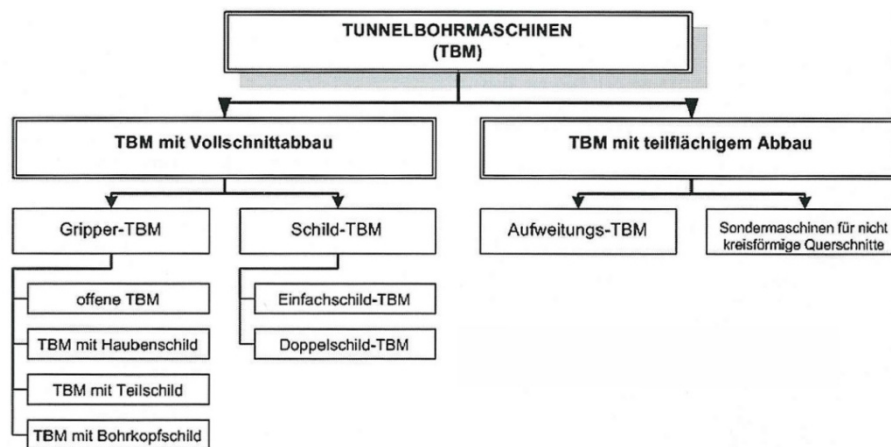 TUNNELBOHRMASCHINEN
(TBM)
TBM mit Vollschnittabbau
TBM mit teilflächigem Abbau
Gripper-TBM
Schild-TBM
Aufweitungs-TBM
Sondermaschinen für nicht
kreisförmige Querschnitte
offene TBM
Einfachschild-TBM
TBM mit Haubenschild
Doppelschild-TBM
TBM mit Teilschild
TBM mit Bohrkopfschild